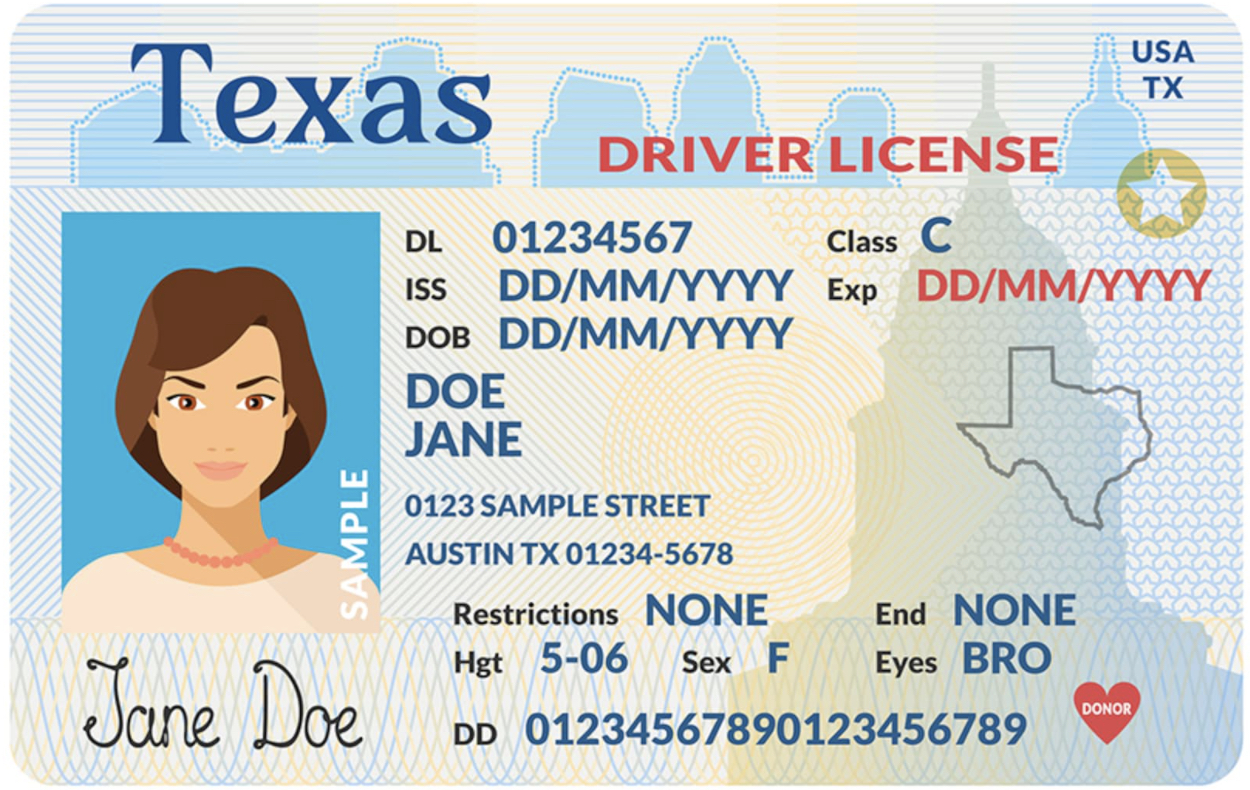 Texas
USA
TX
DRIVER LICENSE
DL 01234567 Class C
ISS DD/MM/YYYY Exp DD/MM/YYYY
DOB DD/MM/YYYY
DOE
JANE
0123 SAMPLE STREET
AUSTIN TX 01234-5678
SAMPLE
Restrictions NONE End NONE
Hgt 5-06 Sex F Eyes BRO
Jane Doe
DD 01234567890123456789
DONOR